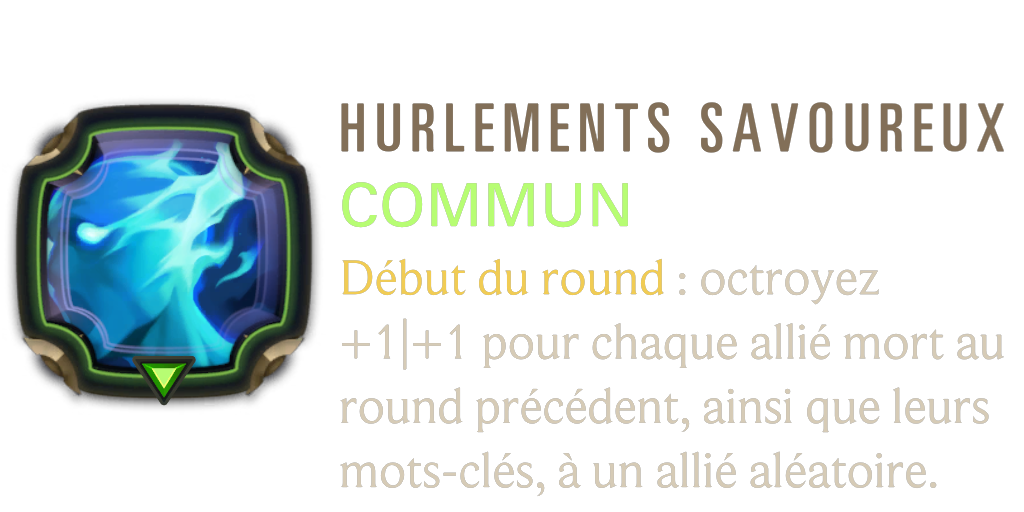 HURLEMENTS SAVOUREUX
COMMUN
Début du round : octroyez
+1|+1 pour chaque allié mort au
round précédent, ainsi que leurs
mots-clés, à un allié aléatoire.